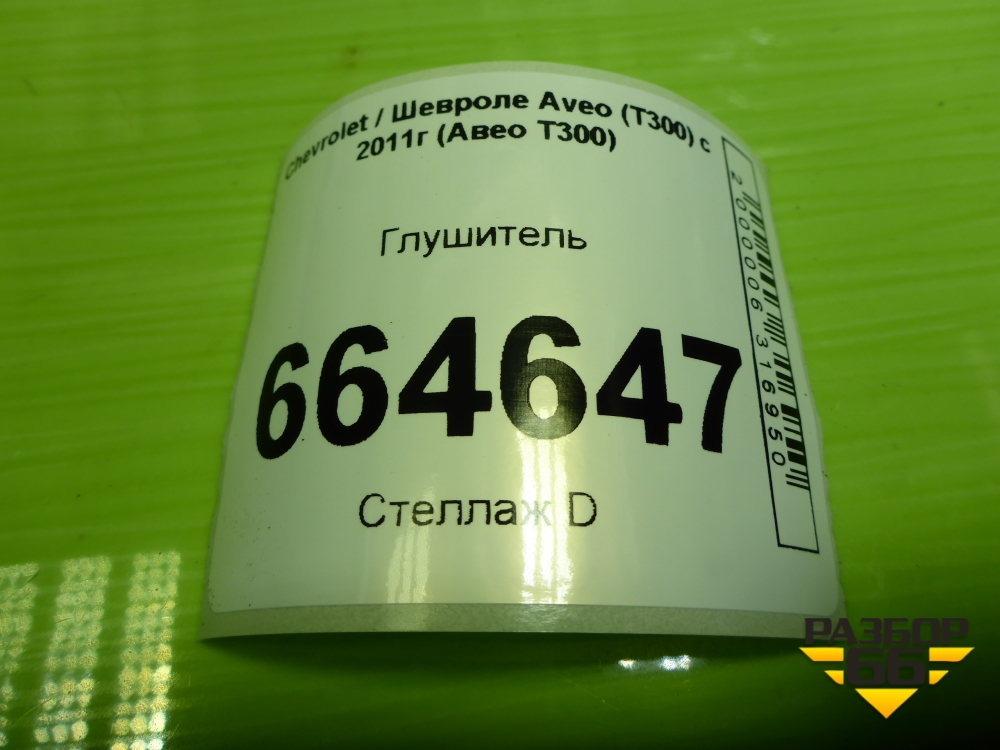 Chevrolet / Шевроле Aveo (T300) с
2011г (Авео Т300)
Глушитель
664647
Стеллаж D
2000006316950
РАЗБОР
66